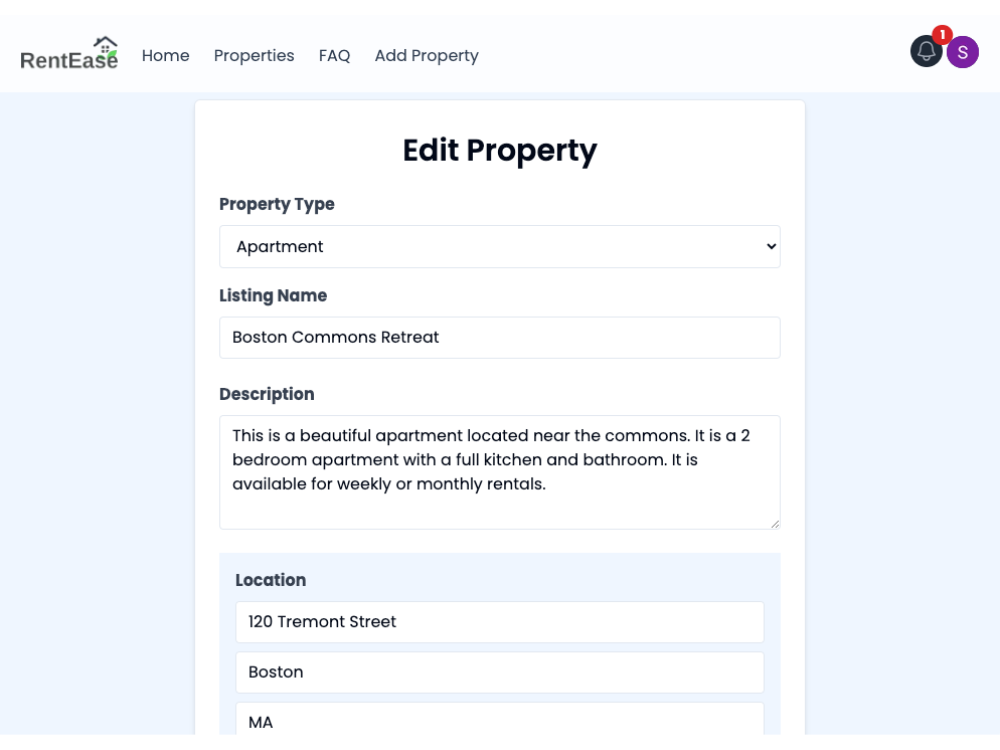 RentEase
Home Properties FAQ Add Property
1
S
Edit Property
Property Type
Apartment
Listing Name
Boston Commons Retreat
Description
This is a beautiful apartment located near the commons. It is a 2
bedroom apartment with a full kitchen and bathroom. It is
available for weekly or monthly rentals.
Location
120 Tremont Street
Boston
MA